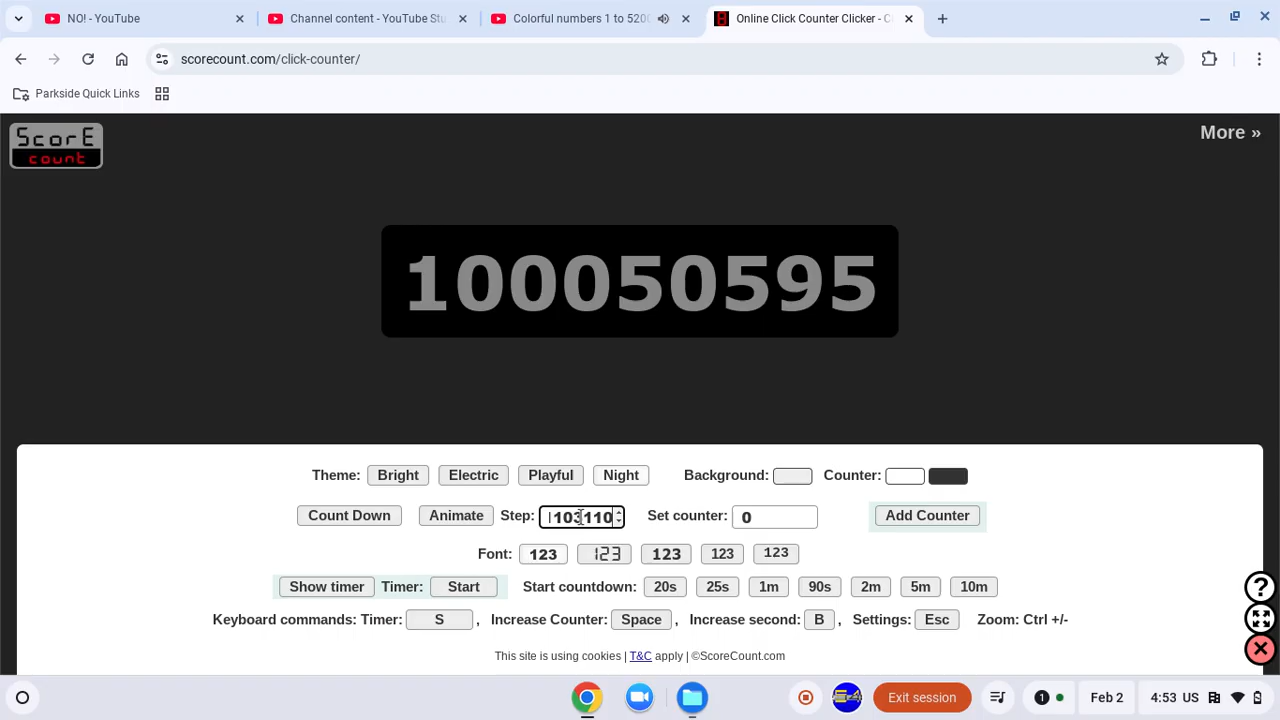 NO! - YouTube
Channel content - YouTube Stu
Colorful numbers 1 to 5200
Online Click Counter Clicker - C
scorecount.com/click-counter/
Parkside Quick Links
ScorE
count
More »
100050595
Theme: Bright Electric Playful Night Background: Counter:
Count Down Animate Step: 103110 Set counter: 0 Add Counter
Font: 123 123 123 123 123
Show timer Timer: Start Start countdown: 20s 25s 1m 90s 2m 5m 10m
Keyboard commands: Timer: S , Increase Counter: Space , Increase second: B , Settings: Esc Zoom: Ctrl +/-
This site is using cookies | T&C apply | ©ScoreCount.com
?
Exit session 1 Feb 2 4:53 US